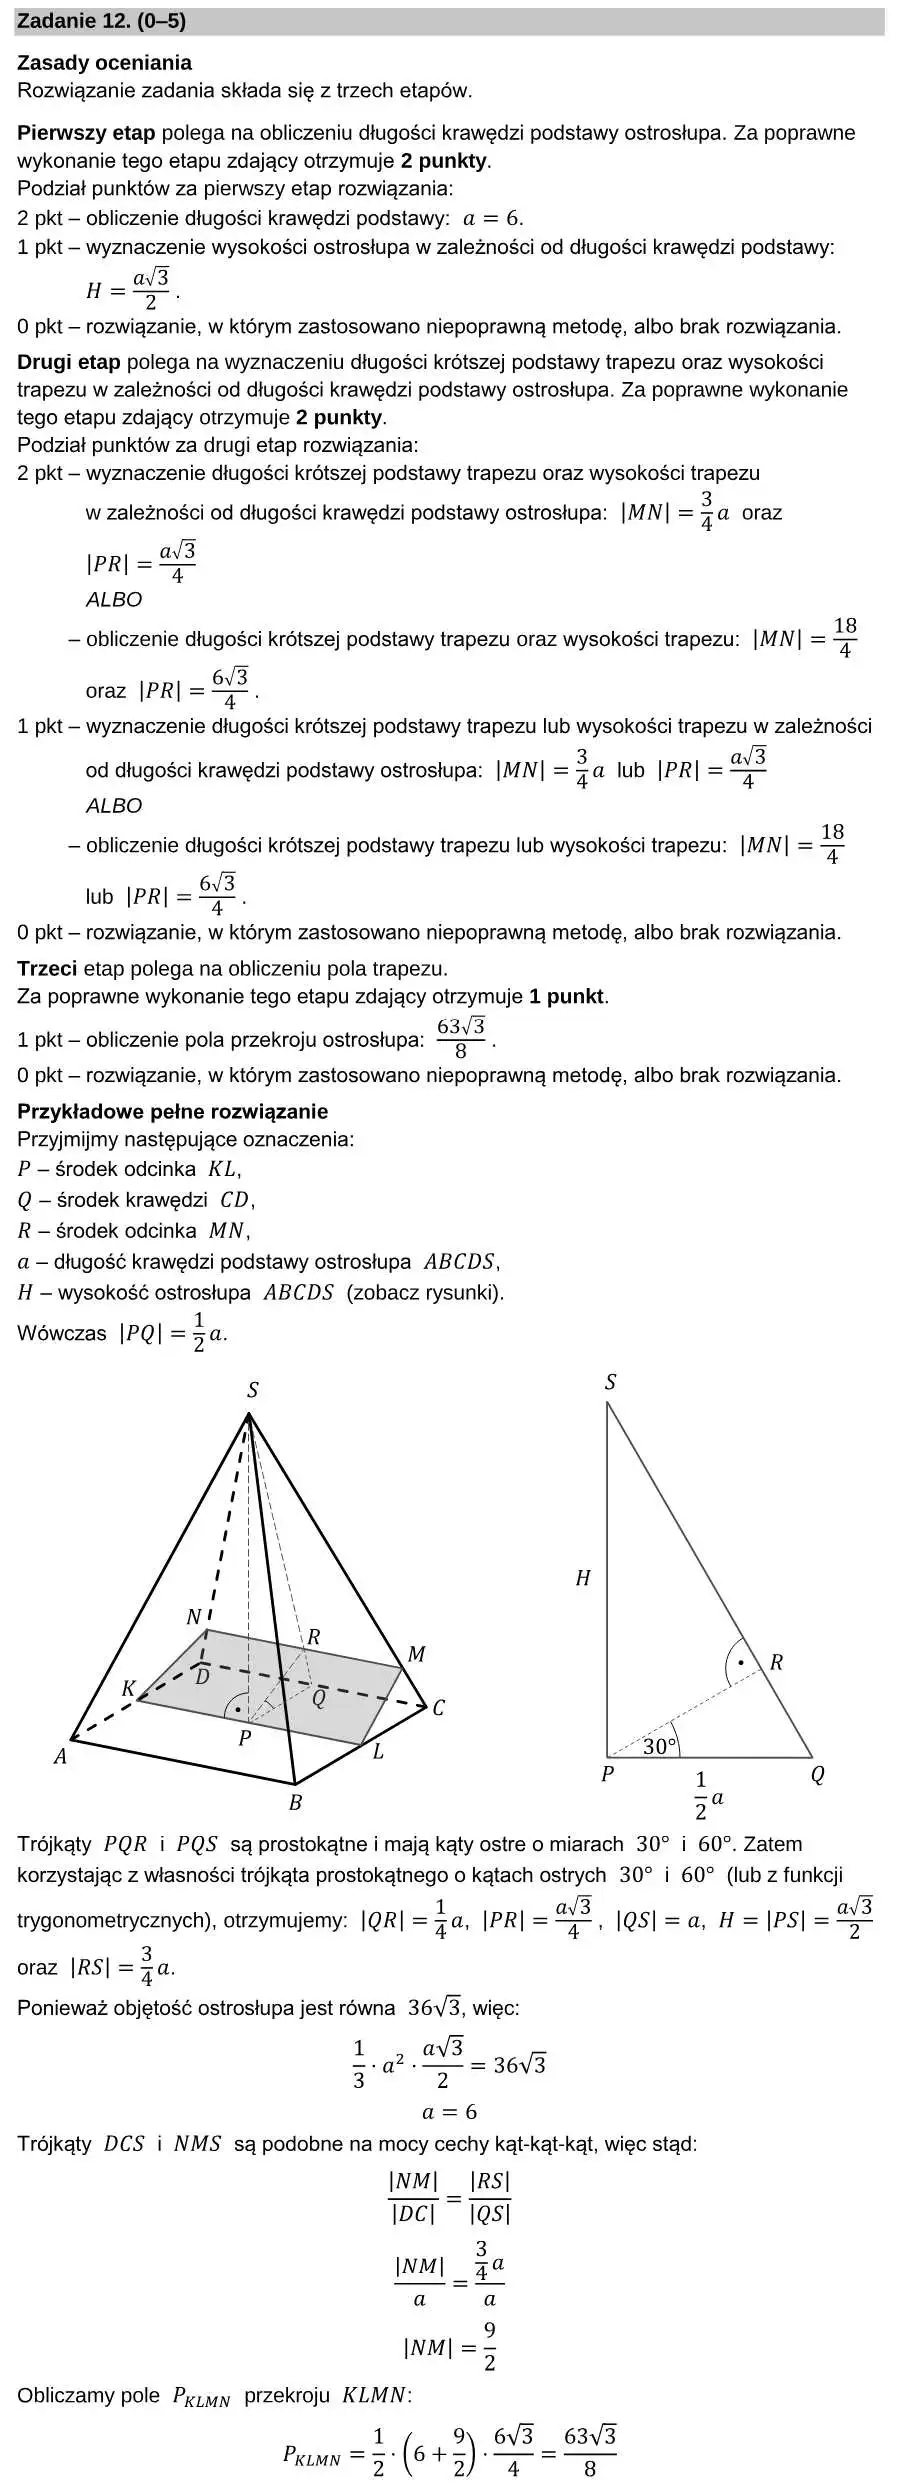 Zadanie 12. (0–5)
Zasady oceniania
Rozwiązanie zadania składa się z trzech etapów.
Pierwszy etap polega na obliczeniu długości krawędzi podstawy ostrosłupa. Za poprawne
wykonanie tego etapu zdający otrzymuje 2 punkty.
Podział punktów za pierwszy etap rozwiązania:
2 pkt – obliczenie długości krawędzi podstawy: a = 6.
1 pkt – wyznaczenie wysokości ostrosłupa w zależności od długości krawędzi podstawy:
H = a√3/2 .
0 pkt – rozwiązanie, w którym zastosowano niepoprawną metodę, albo brak rozwiązania.
Drugi etap polega na wyznaczeniu długości krótszej podstawy trapezu oraz wysokości
trapezu w zależności od długości krawędzi podstawy ostrosłupa. Za poprawne wykonanie
tego etapu zdający otrzymuje 2 punkty.
Podział punktów za drugi etap rozwiązania:
2 pkt – wyznaczenie długości krótszej podstawy trapezu oraz wysokości trapezu
w zależności od długości krawędzi podstawy ostrosłupa: |MN| = 3/4 a oraz
|PR| = a√3/4
ALBO
– obliczenie długości krótszej podstawy trapezu oraz wysokości trapezu: |MN| = 18/4
oraz |PR| = 6√3/4 .
1 pkt – wyznaczenie długości krótszej podstawy trapezu lub wysokości trapezu w zależności
od długości krawędzi podstawy ostrosłupa: |MN| = 3/4 a lub |PR| = a√3/4
ALBO
– obliczenie długości krótszej podstawy trapezu lub wysokości trapezu: |MN| = 18/4
lub |PR| = 6√3/4 .
0 pkt – rozwiązanie, w którym zastosowano niepoprawną metodę, albo brak rozwiązania.
Trzeci etap polega na obliczeniu pola trapezu.
Za poprawne wykonanie tego etapu zdający otrzymuje 1 punkt.
1 pkt – obliczenie pola przekroju ostrosłupa: 63√3/8 .
0 pkt – rozwiązanie, w którym zastosowano niepoprawną metodę, albo brak rozwiązania.
Przykładowe pełne rozwiązanie
Przyjmijmy następujące oznaczenia:
P – środek odcinka KL,
Q – środek krawędzi CD,
R – środek odcinka MN,
a – długość krawędzi podstawy ostrosłupa ABCDS,
H – wysokość ostrosłupa ABCDS (zobacz rysunki).
Wówczas |PQ| = 1/2 a.
S
N
R
M
K
D
Q
C
P
L
A
B
S
H
R
30°
P
Q
1/2 a
Trójkąty PQR i PQS są prostokątne i mają kąty ostre o miarach 30° i 60°. Zatem
korzystając z własności trójkąta prostokątnego o kątach ostrych 30° i 60° (lub z funkcji
trygonometrycznych), otrzymujemy: |QR| = 1/4 a, |PR| = a√3/4 , |QS| = a, H = |PS| = a√3/2
oraz |RS| = 3/4 a.
Ponieważ objętość ostrosłupa jest równa 36√3, więc:
1/3 · a² · a√3/2 = 36√3
a = 6
Trójkąty DCS i NMS są podobne na mocy cechy kąt-kąt-kąt, więc stąd:
|NM|/|DC| = |RS|/|QS|
|NM|/a = 3/4 a/a
|NM| = 9/2
Obliczamy pole P_KLMN przekroju KLMN:
P_KLMN = 1/2 · (6 + 9/2) · 6√3/4 = 63√3/8